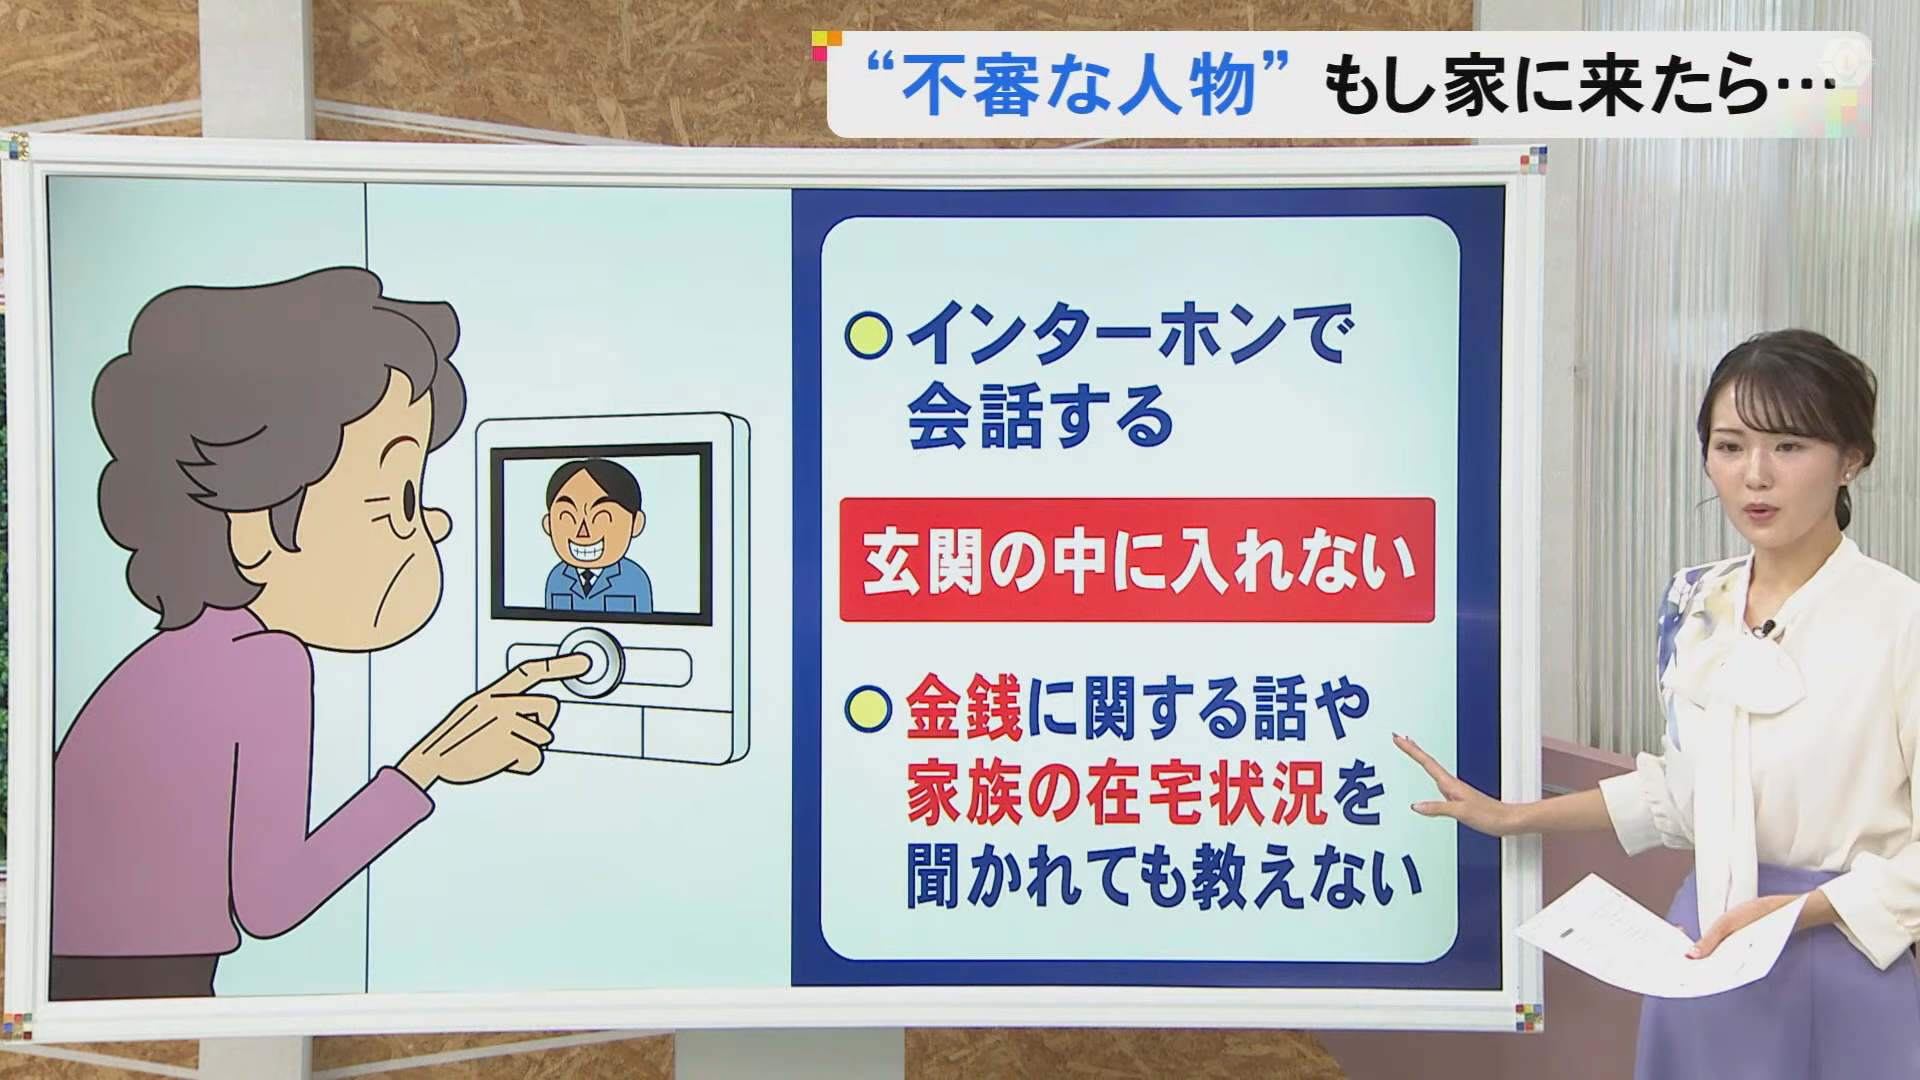 “不審な人物” もし家に来たら…
●インターホンで
会話する
玄関の中に入れない
●金銭に関する話や
家族の在宅状況を
聞かれても教えない